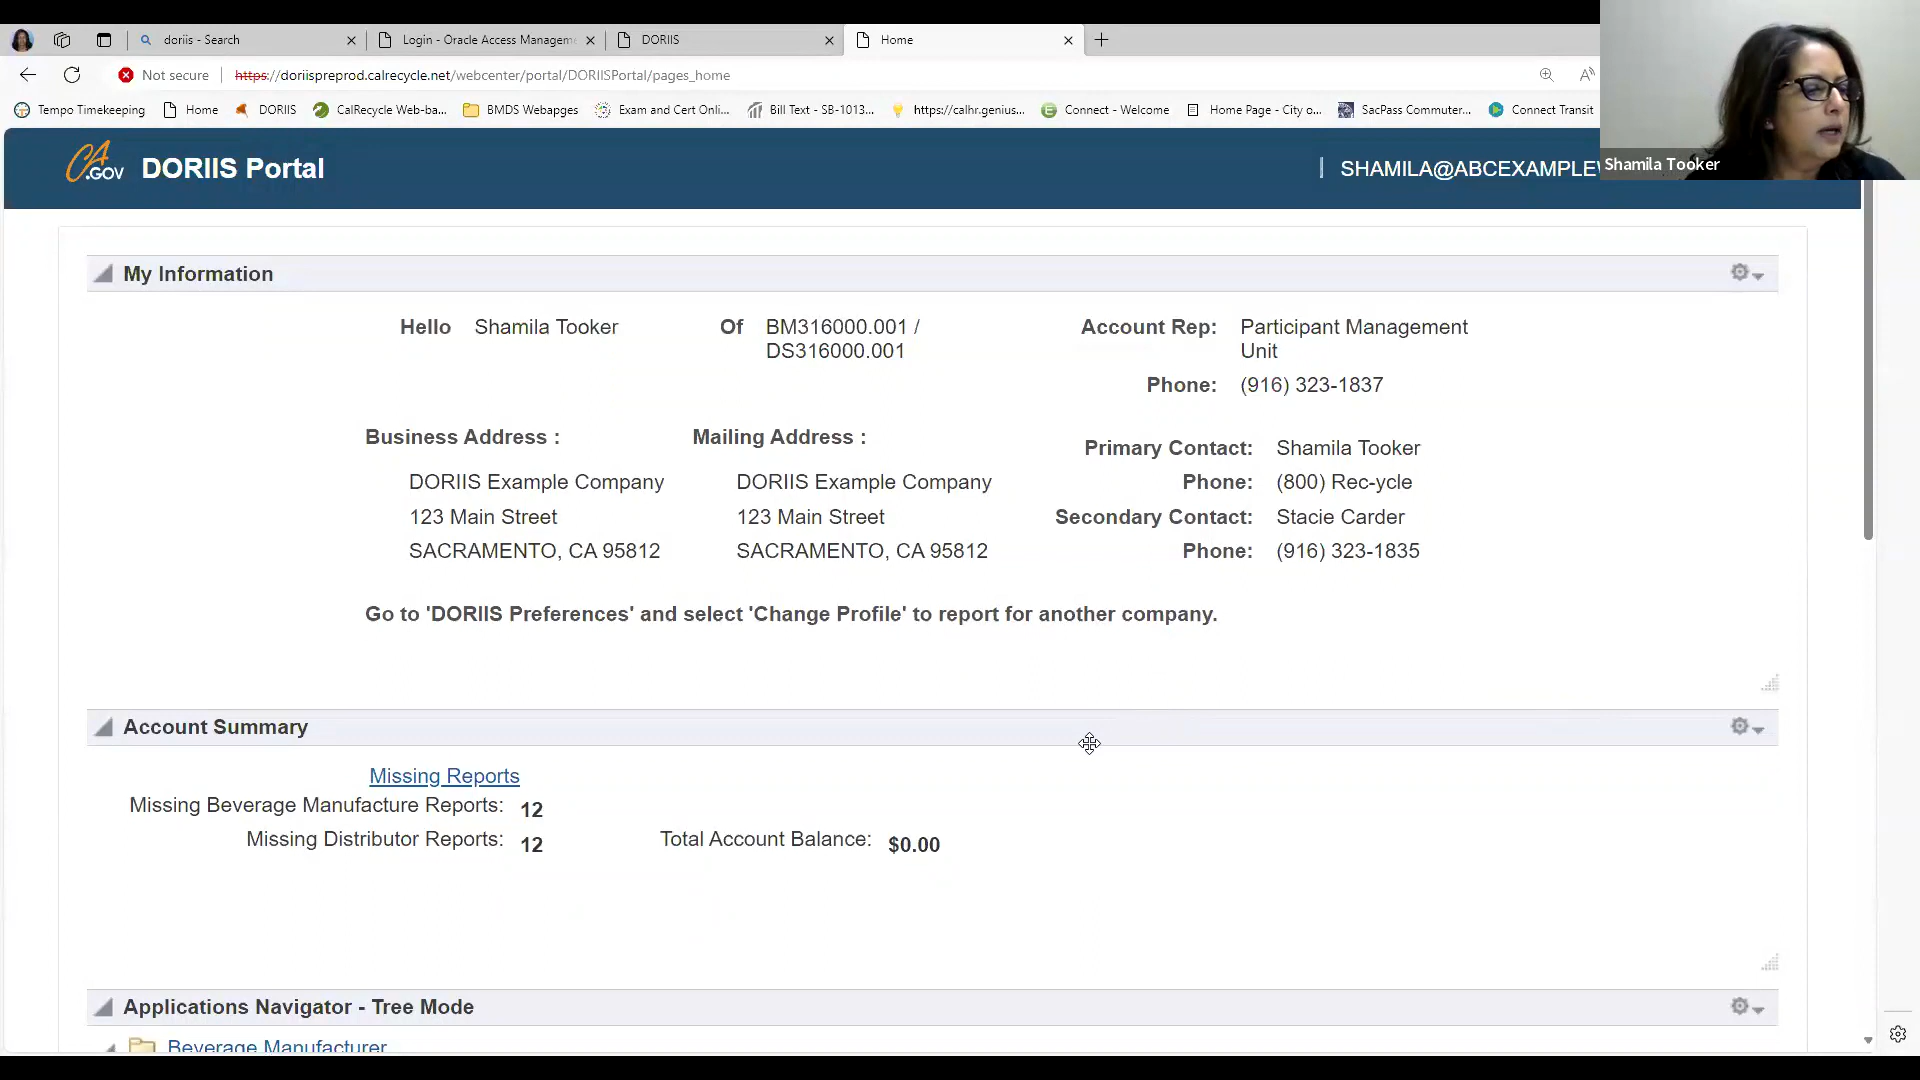 doriis - Search
Login - Oracle Access Managem
DORIIS
Home
Not secure
https://doriispreprod.calrecycle.net/webcenter/portal/DORIISPortal/pages_home
Tempo Timekeeping
Home
DORIIS
CalRecycle Web-ba...
BMDS Webapges
Exam and Cert Onli...
Bill Text - SB-1013...
https://calhr.genius...
Connect - Welcome
Home Page - City o...
SacPass Commuter...
Connect Transit
CA.GOV
DORIIS Portal
SHAMILA@ABCEXAMPLEW
Shamila Tooker
My Information
Hello Shamila Tooker
Of BM316000.001 /
DS316000.001
Account Rep: Participant Management
Unit
Phone: (916) 323-1837
Business Address :
DORIIS Example Company
123 Main Street
SACRAMENTO, CA 95812
Mailing Address :
DORIIS Example Company
123 Main Street
SACRAMENTO, CA 95812
Primary Contact: Shamila Tooker
Phone: (800) Rec-ycle
Secondary Contact: Stacie Carder
Phone: (916) 323-1835
Go to 'DORIIS Preferences' and select 'Change Profile' to report for another company.
Account Summary
Missing Reports
Missing Beverage Manufacture Reports: 12
Missing Distributor Reports: 12
Total Account Balance: $0.00
Applications Navigator - Tree Mode
Beverage Manufacturer